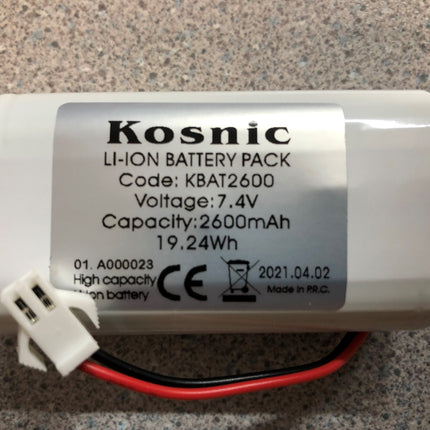 Kosnic
LI-ION BATTERY PACK
Code: KBAT2600
Voltage:7.4V
Capacity:2600mAh
19.24Wh
01. A000023
High capacity
battery
CE
2021.04.02
Made in P.R.C.